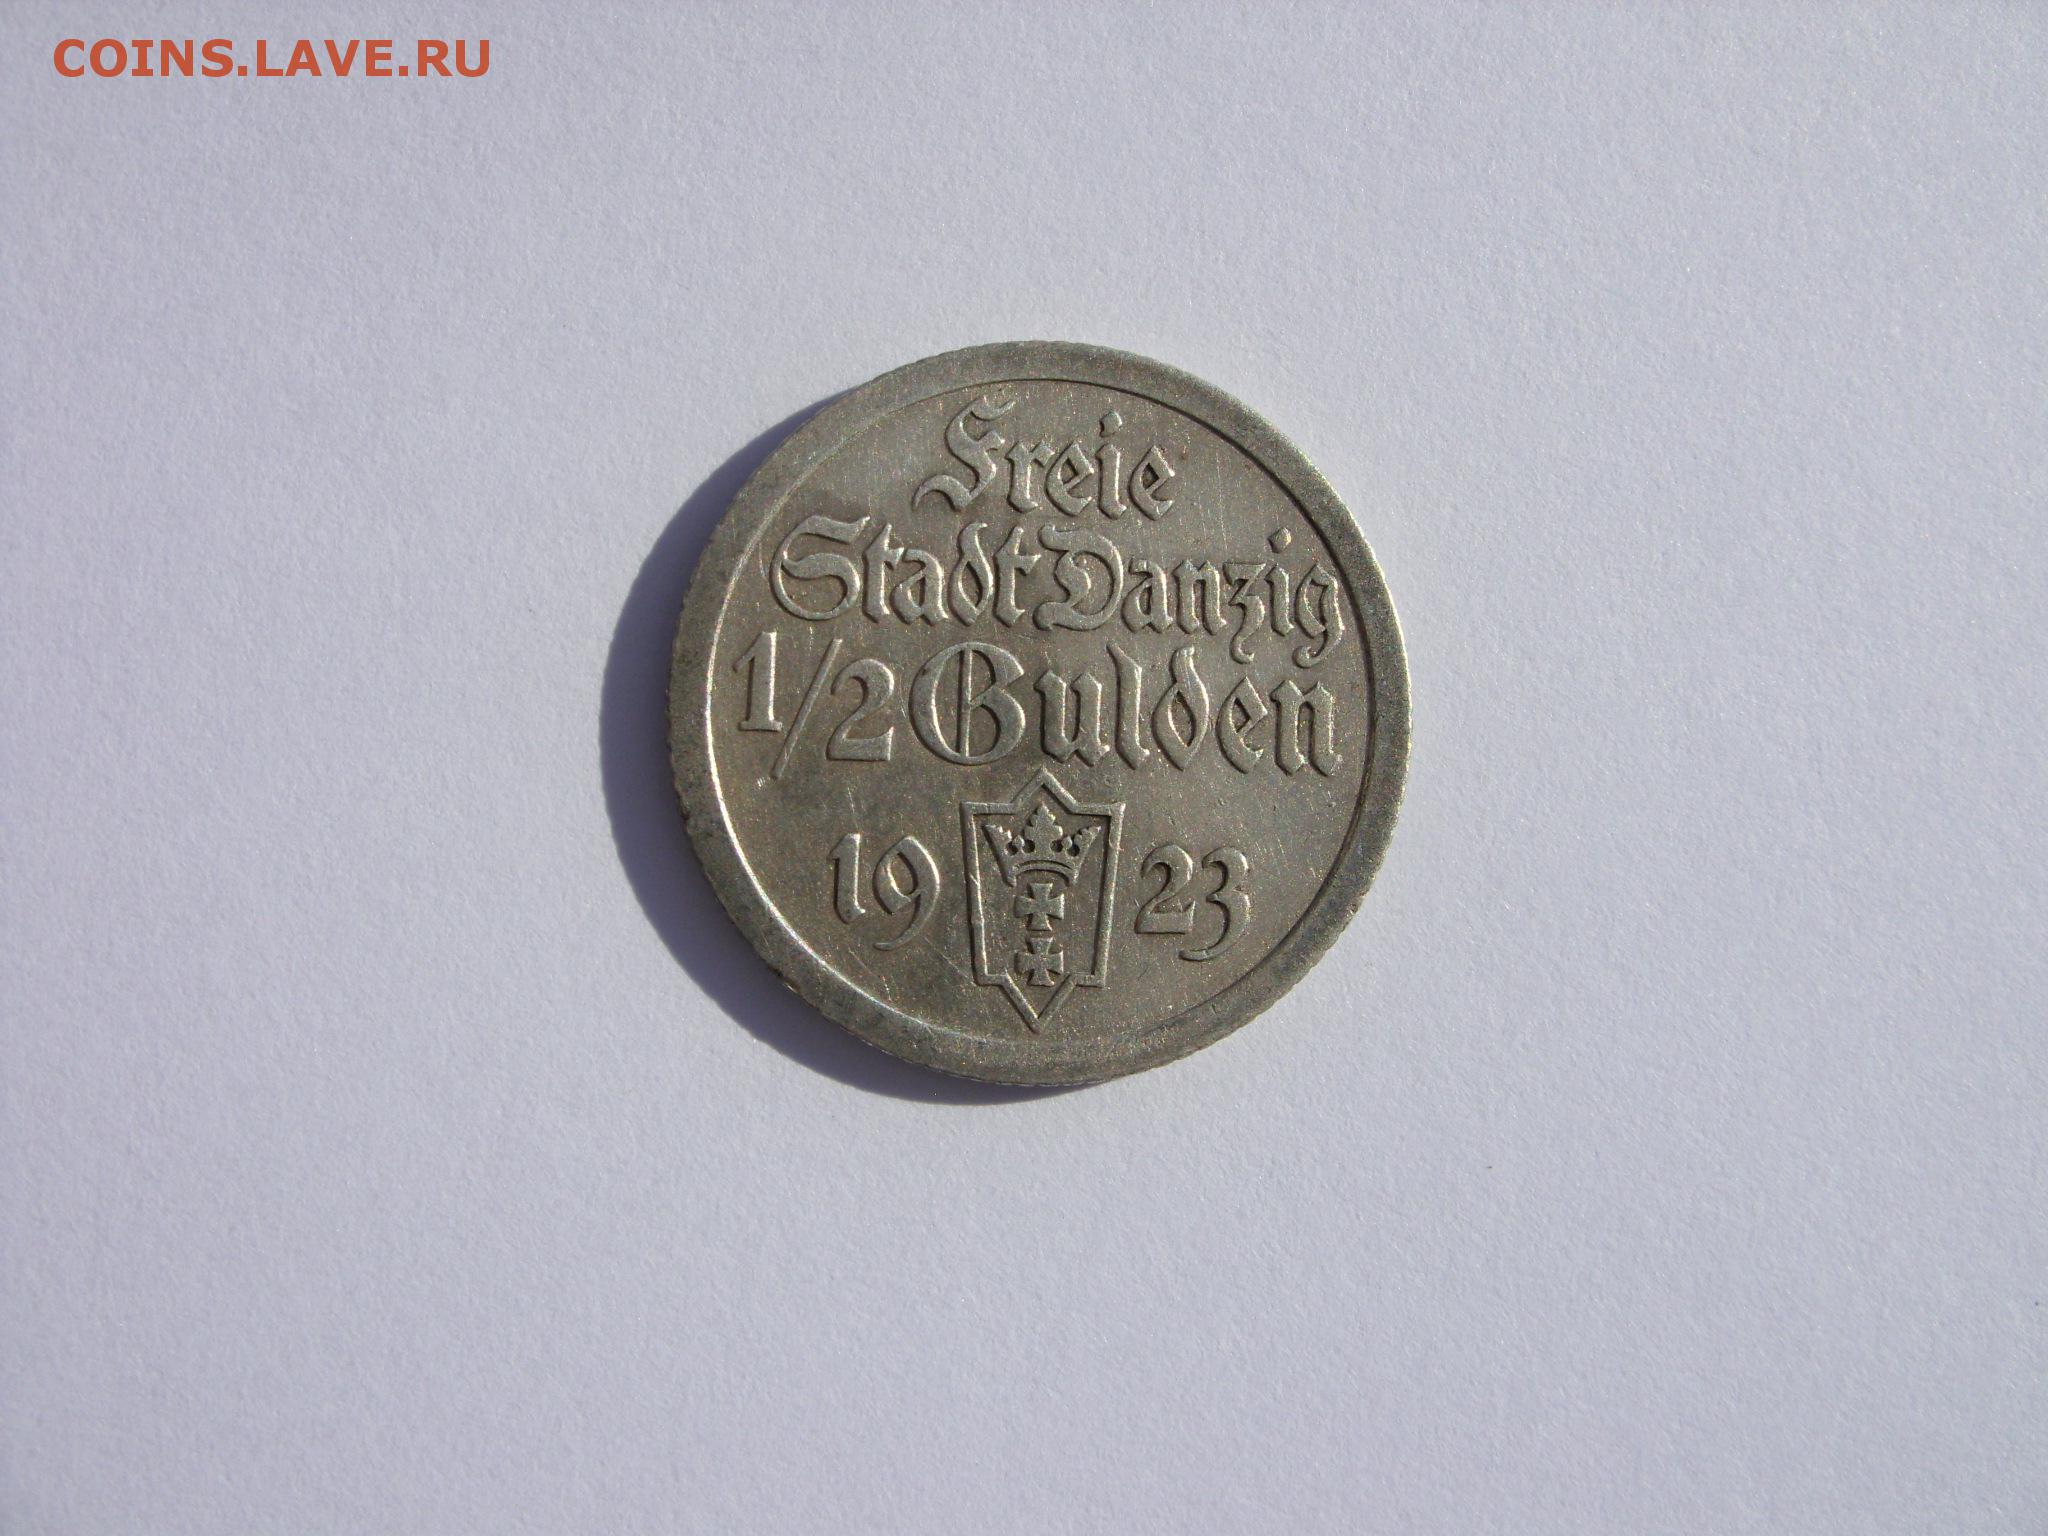 COINS.LAVE.RU
Freie
Stadt Danzig
1/2 Gulden
19 23